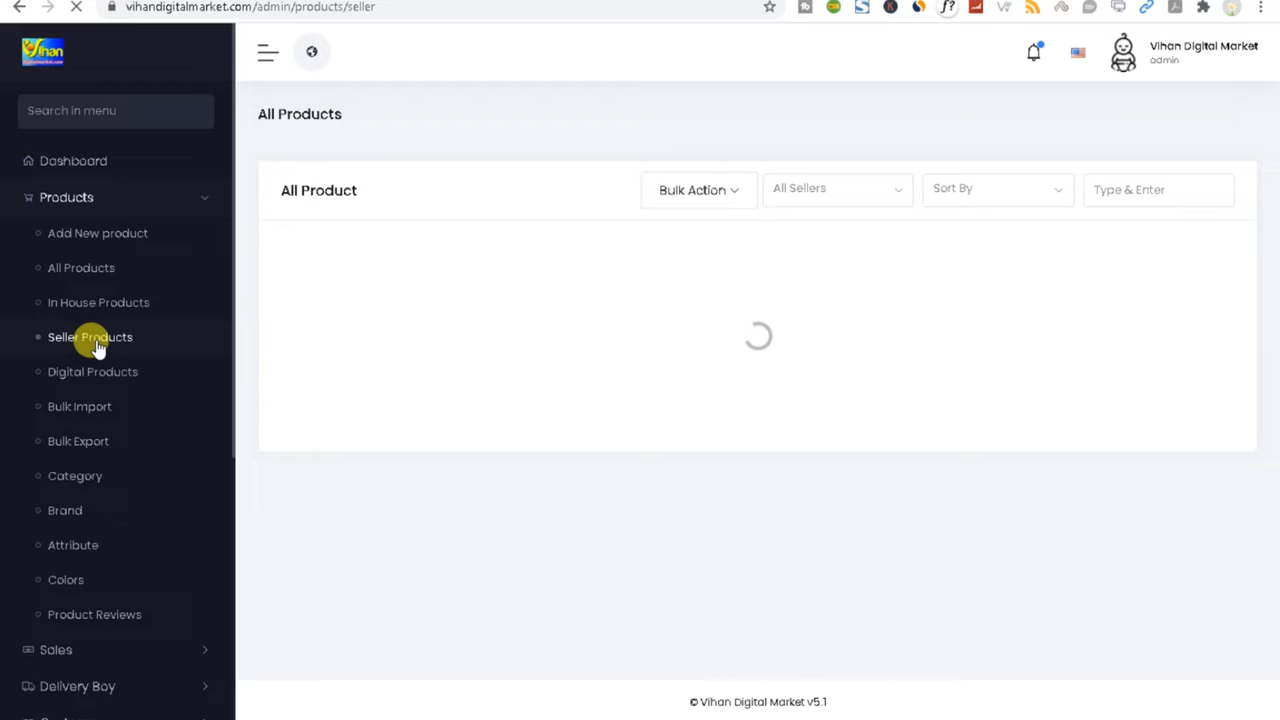 vihandigitalmarket.com/admin/products/seller
Vihan
Search in menu
Dashboard
Products
Add New product
All Products
In House Products
Seller Products
Digital Products
Bulk Import
Bulk Export
Category
Brand
Attribute
Colors
Product Reviews
Sales
Delivery Boy
Vihan Digital Market
admin
All Products
All Product
Bulk Action
All Sellers
Sort By
Type & Enter
© Vihan Digital Market v5.1